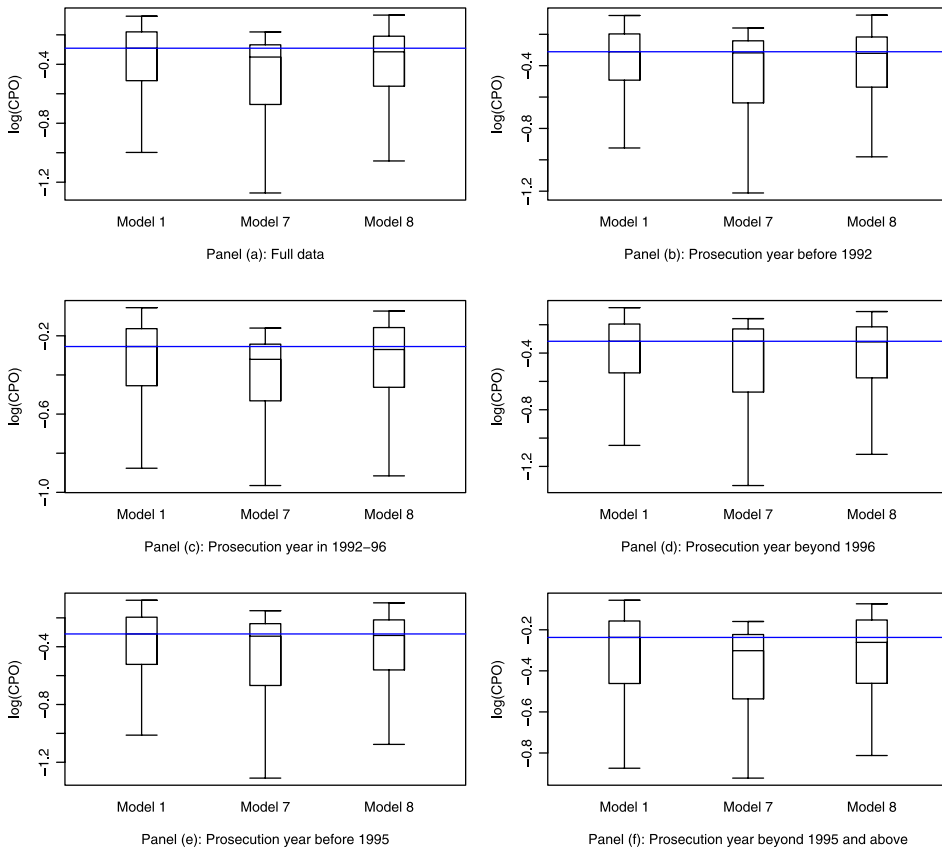 log(CPO)
−0.4
−0.8
−1.2
Model 1
Model 7
Model 8
Panel (a): Full data
log(CPO)
−0.4
−0.8
−1.2
Model 1
Model 7
Model 8
Panel (b): Prosecution year before 1992
log(CPO)
−0.2
−0.6
−1.0
Model 1
Model 7
Model 8
Panel (c): Prosecution year in 1992−96
log(CPO)
−0.4
−0.8
−1.2
Model 1
Model 7
Model 8
Panel (d): Prosecution year beyond 1996
log(CPO)
−0.4
−0.8
−1.2
Model 1
Model 7
Model 8
Panel (e): Prosecution year before 1995
log(CPO)
−0.2
−0.4
−0.6
−0.8
Model 1
Model 7
Model 8
Panel (f): Prosecution year beyond 1995 and above